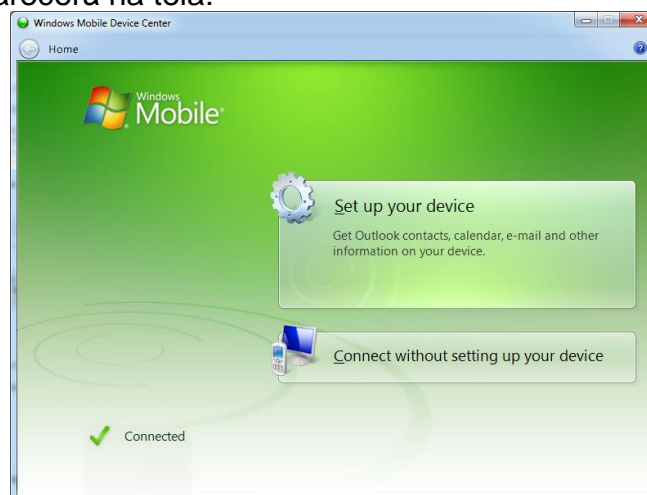 Windows Mobile Device Center
Home
Windows
Mobile®
Set up your device
Get Outlook contacts, calendar, e-mail and other
information on your device.
Connect without setting up your device
Connected